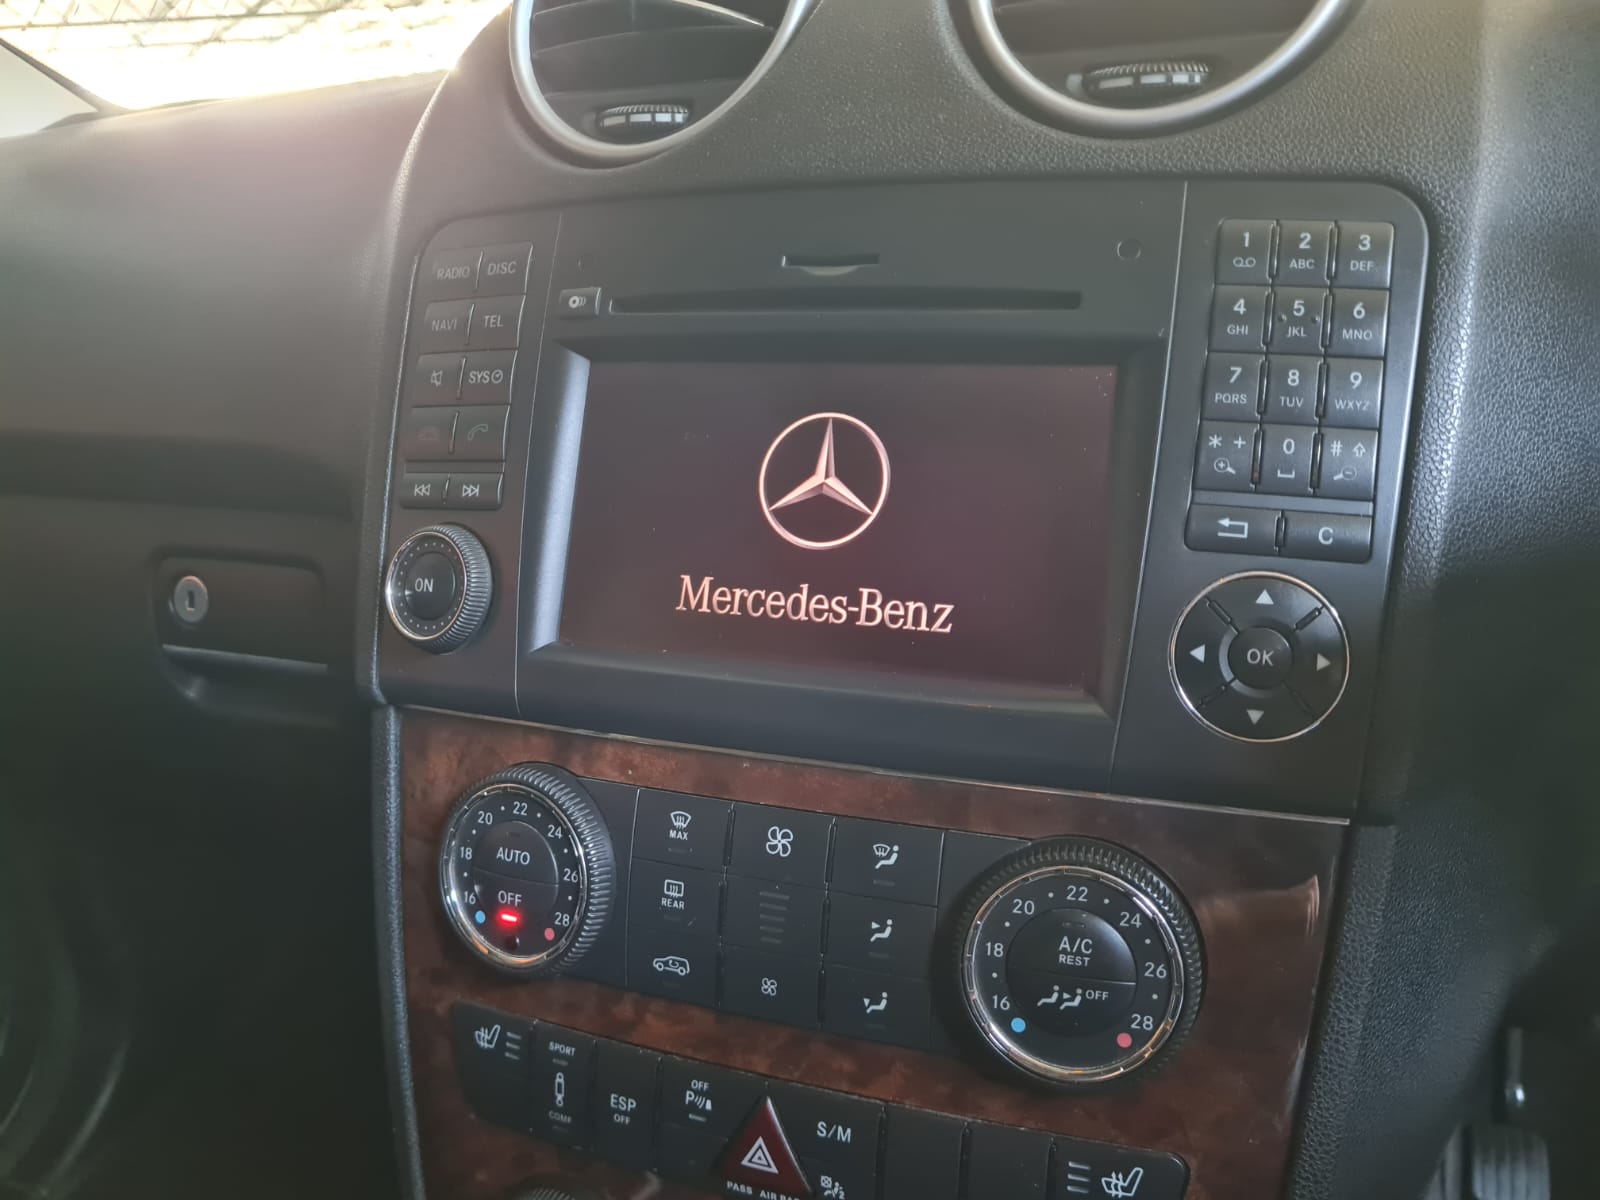 RADIO DISC
NAVI TEL
SYS
ON
Mercedes-Benz
1 2 ABC 3 DEF
4 GHI 5 JKL 6 MNO
7 PQRS 8 TUV 9 WXYZ
* + 0 #
C
OK
16 18 20 22 24 26 28
AUTO
OFF
MAX
REAR
16 18 20 22 24 26 28
A/C
REST
OFF
SPORT
COMF
ESP
OFF
OFF
P
S/M
PASS AIR BAG